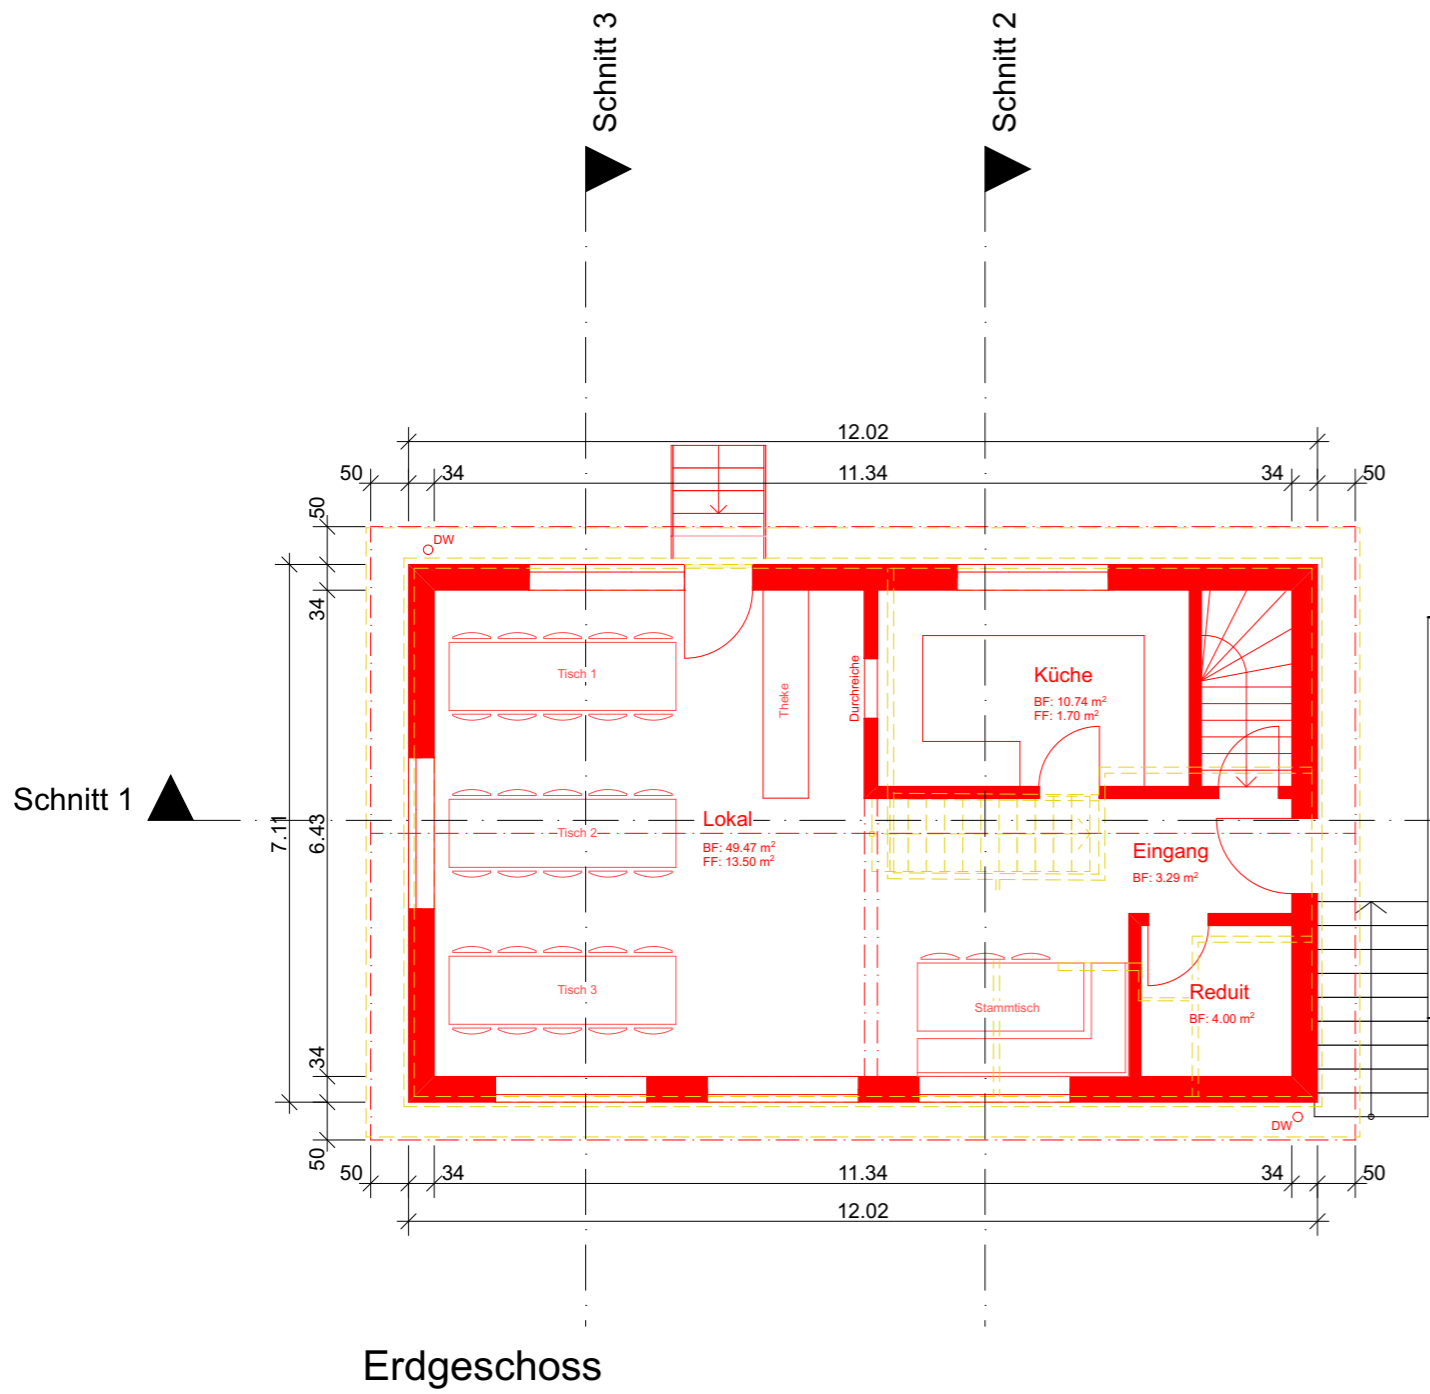 Schnitt 3
Schnitt 2
12.02
50
34
11.34
34
50
50
DW
34
Tisch 1
Theke
Durchreiche
Küche
BF: 10.74 m²
FF: 1.70 m²
Schnitt 1
7.11
6.43
Tisch 2
Lokal
BF: 49.47 m²
FF: 13.50 m²
Eingang
BF: 3.29 m²
Tisch 3
Stammtisch
Reduit
BF: 4.00 m²
34
DW
50
50
34
11.34
34
50
12.02
Erdgeschoss